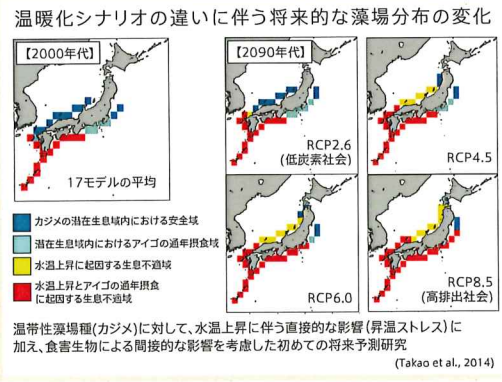 温暖化シナリオの違いに伴う将来的な藻場分布の変化
【2000年代】
17モデルの平均
【2090年代】
RCP2.6
(低炭素社会)
RCP4.5
RCP6.0
RCP8.5
(高排出社会)
カジメの潜在生息域内における安全域
潜在生息域内におけるアイゴの通年摂食域
水温上昇に起因する生息不適域
水温上昇とアイゴの通年摂食
に起因する生息不適域
温帯性藻場種(カジメ)に対して、水温上昇に伴う直接的な影響(昇温ストレス)に
加え、食害生物による間接的な影響を考慮した初めての将来予測研究
(Takao et al., 2014)